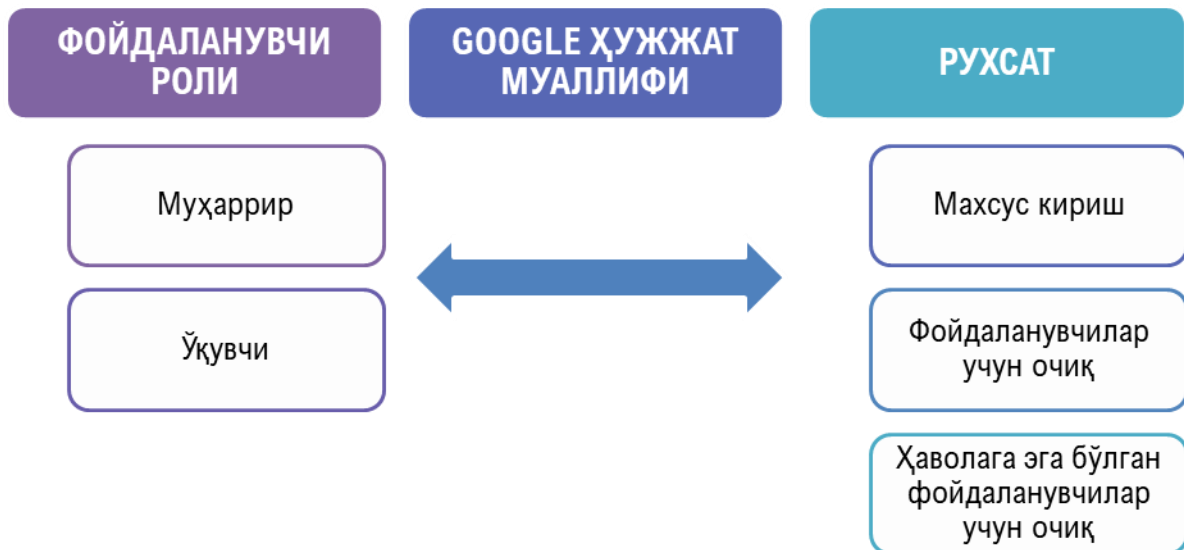 ФОЙДАЛАНУВЧИ
РОЛИ
GOOGLE ҲУЖЖАТ
МУАЛЛИФИ
РУХСАТ
Муҳаррир
Ўқувчи
Махсус кириш
Фойдаланувчилар
учун очиқ
Ҳаволага эга бўлган
фойдаланувчилар
учун очиқ